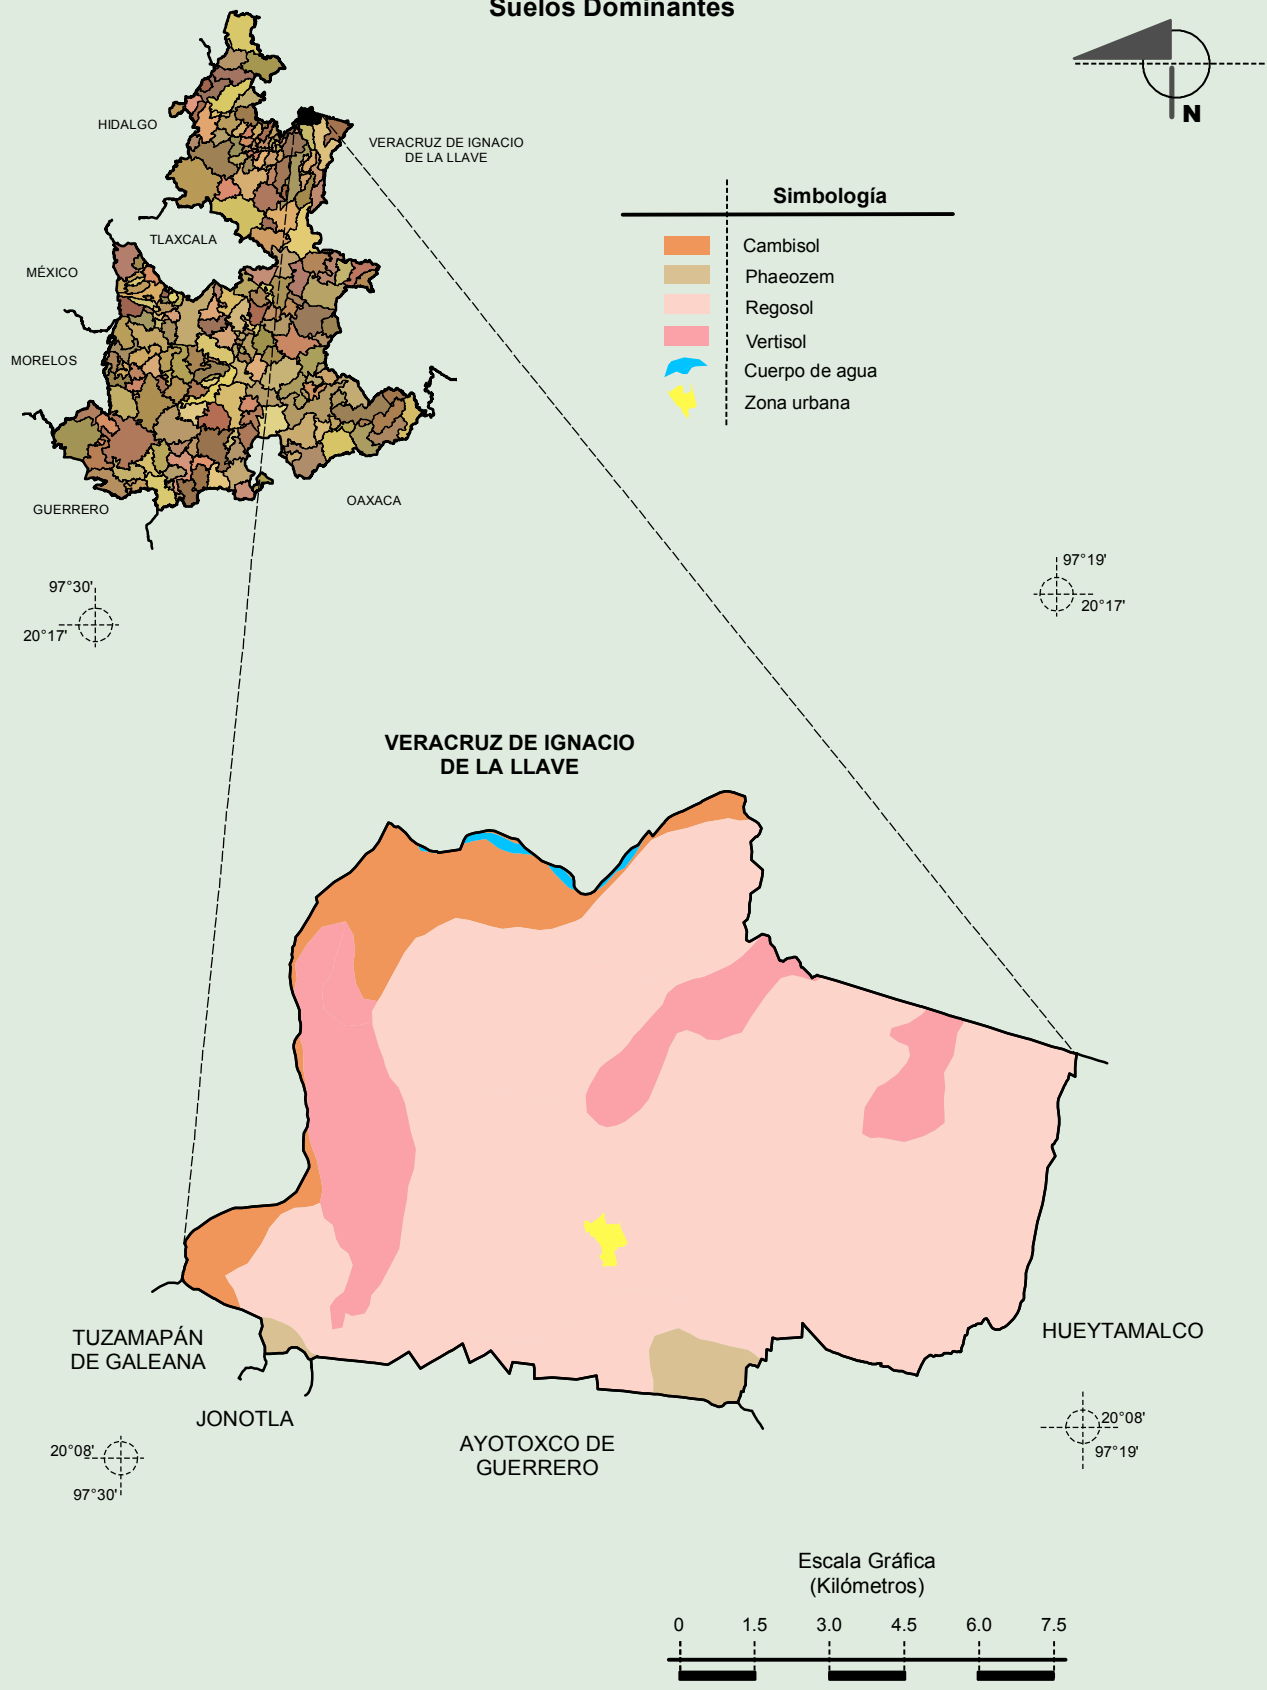 Suelos Dominantes
N
HIDALGO
VERACRUZ DE IGNACIO
DE LA LLAVE
TLAXCALA
MÉXICO
MORELOS
GUERRERO
OAXACA
Simbología
Cambisol
Phaeozem
Regosol
Vertisol
Cuerpo de agua
Zona urbana
97°30'
20°17'
97°19'
20°17'
VERACRUZ DE IGNACIO
DE LA LLAVE
TUZAMAPÁN
DE GALEANA
HUEYTAMALCO
JONOTLA
AYOTOXCO DE
GUERRERO
20°08'
97°30'
20°08'
97°19'
Escala Gráfica
(Kilómetros)
0 1.5 3.0 4.5 6.0 7.5